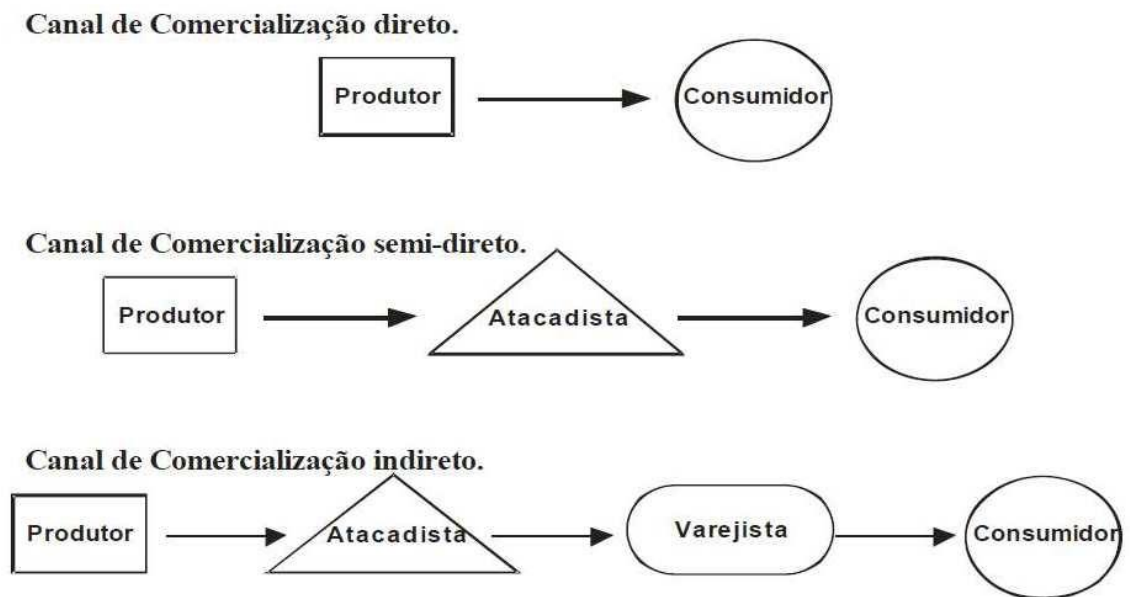 Canal de Comercialização direto.
Produtor Consumidor
Canal de Comercialização semi-direto.
Produtor Atacadista Consumidor
Canal de Comercialização indireto.
Produtor Atacadista Varejista Consumidor